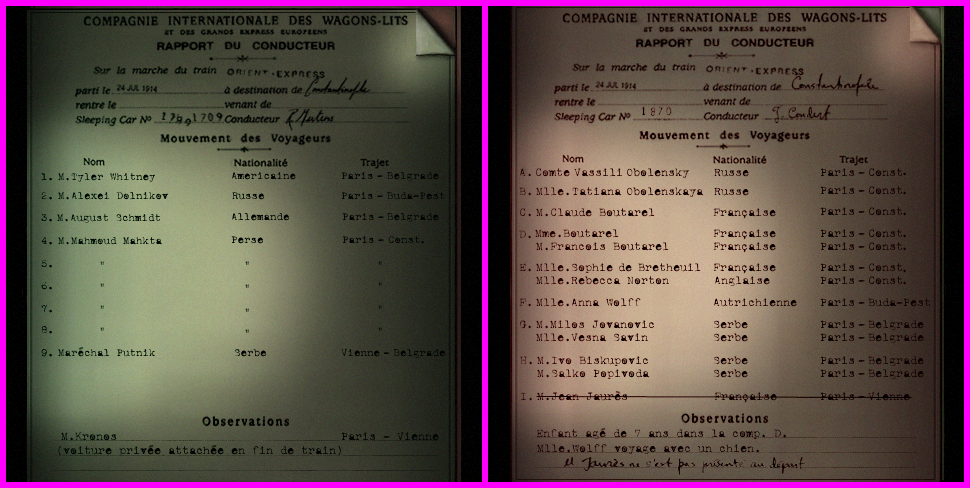 COMPAGNIE INTERNATIONALE DES WAGONS-LITS
ET DES GRANDS EXPRESS EUROPÉENS
RAPPORT DU CONDUCTEUR
Sur la marche du train ORIENT-EXPRESS
parti le 24 JUL 1914 à destination de Constantinople
rentre le venant de
Sleeping Car Nº 1709 Conducteur
Mouvement des Voyageurs
Nom Nationalité Trajet
1. M.Tyler Whitney Americaine Paris-Belgrade
2. M.Alexei Dolnikov Russe Paris-Buda-Pest
3. M.August Schmidt Allemande Paris-Belgrade
4. M.Mahmoud Mahkta Perse Paris-Const.
5. " "
6. " "
7. " "
8. " "
9. Maréchal Putnik Serbe Vienne-Belgrade
Observations
M.Kronos Paris - Vienne
(voiture privée attachée en fin de train)
COMPAGNIE INTERNATIONALE DES WAGONS-LITS
ET DES GRANDS EXPRESS EUROPÉENS
RAPPORT DU CONDUCTEUR
Sur la marche du train ORIENT-EXPRESS
parti le 24 JUL 1914 à destination de Constantinople
rentre le venant de
Sleeping Car Nº 1870 Conducteur J. Coudert
Mouvement des Voyageurs
Nom Nationalité Trajet
A. Comte Vassili Obolensky Russe Paris-Const.
B. Mlle.Tatiana Obolenskaya Russe Paris-Const.
C. M.Claude Boutarel Française Paris-Const.
D. Mme.Boutarel Française Paris-Const.
M.Francois Boutarel Française Paris-Const.
E. Mlle.Sophie de Bretheuil Française Paris-Const.
Mlle.Rebecca Norton Anglaise Paris-Const.
F. Mlle.Anna Wolff Autrichienne Paris-Buda-Pest
G. M.Milos Jovanovic Serbe Paris-Belgrade
Mlle.Vesna Savin Serbe Paris-Belgrade
H. M.Ivo Biskupovic Serbe Paris-Belgrade
M.Salko Popivoda Serbe Paris-Belgrade
I. M.Jean Jaurès Française Paris-Vienne
Observations
Enfant agé de 7 ans dans la comp. D.
Mlle.Wolff voyage avec un chien.
M Jaurès ne s'est pas présenté au départ